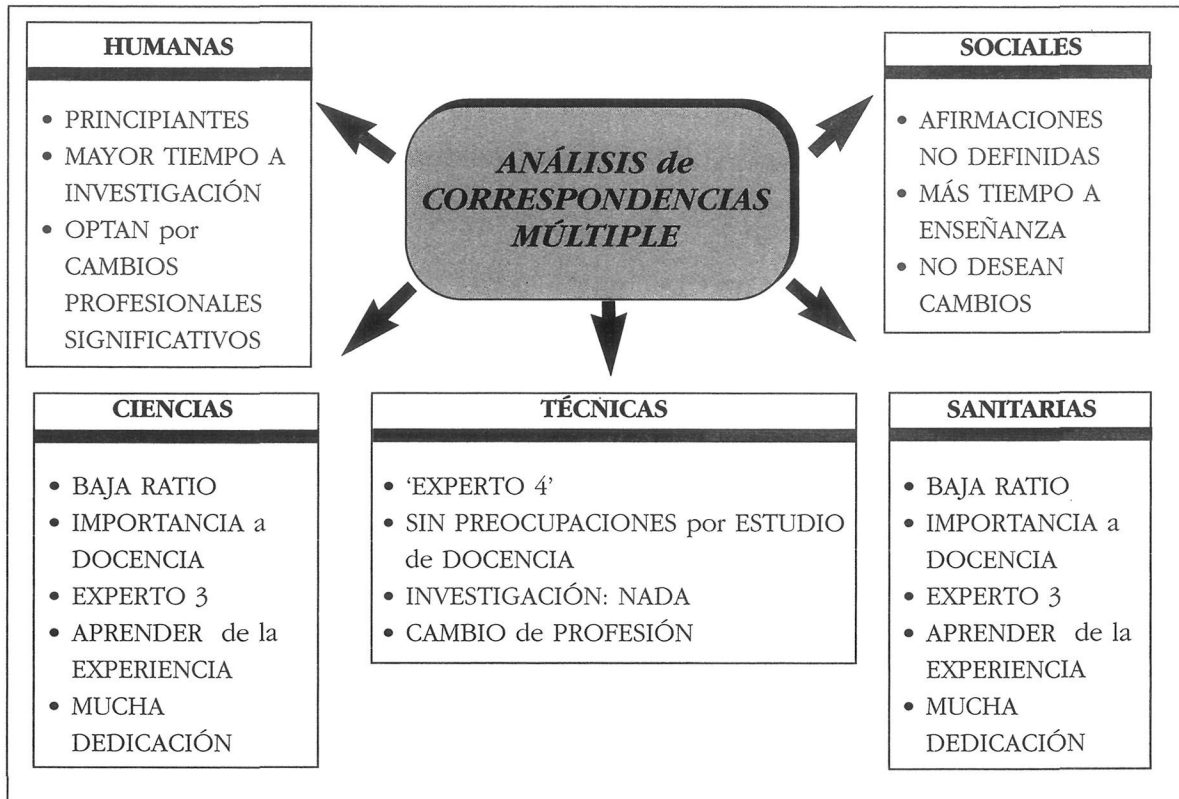 HUMANAS
• PRINCIPIANTES
• MAYOR TIEMPO A
INVESTIGACIÓN
• OPTAN por
CAMBIOS
PROFESIONALES
SIGNIFICATIVOS
ANÁLISIS de
CORRESPONDENCIAS
MÚLTIPLE
SOCIALES
• AFIRMACIONES
NO DEFINIDAS
• MÁS TIEMPO A
ENSEÑANZA
• NO DESEAN
CAMBIOS
CIENCIAS
• BAJA RATIO
• IMPORTANCIA a
DOCENCIA
• EXPERTO 3
• APRENDER de la
EXPERIENCIA
• MUCHA
DEDICACIÓN
TÉCNICAS
• ‘EXPERTO 4’
• SIN PREOCUPACIONES por ESTUDIO
de DOCENCIA
• INVESTIGACIÓN: NADA
• CAMBIO de PROFESIÓN
SANITARIAS
• BAJA RATIO
• IMPORTANCIA a
DOCENCIA
• EXPERTO 3
• APRENDER de la
EXPERIENCIA
• MUCHA
DEDICACIÓN